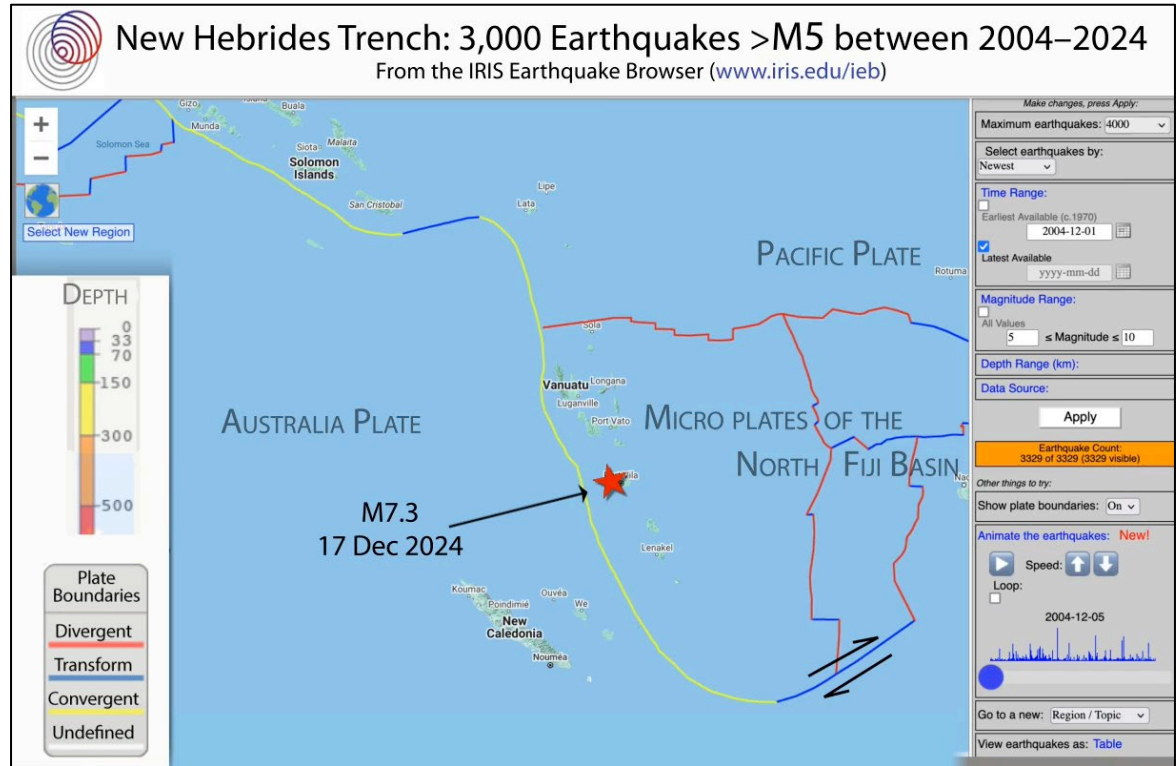 New Hebrides Trench: 3,000 Earthquakes >M5 between 2004–2024
From the IRIS Earthquake Browser (www.iris.edu/ieb)
+
−
Select New Region
Gizo
Munda
Buala
Solomon Sea
Siota
Malaita
Solomon
Islands
San Cristobal
Lipe
Lata
PACIFIC PLATE
Rotuma
Sola
Vanuatu
Longana
Luganville
Port Vato
AUSTRALIA PLATE
MICRO PLATES OF THE
NORTH FIJI BASIN
M7.3
17 Dec 2024
Lenakel
Koumac
Poindimié
Ouvéa
We
New
Caledonia
Nouméa
DEPTH
0
33
70
150
300
500
Plate
Boundaries
Divergent
Transform
Convergent
Undefined
Make changes, press Apply:
Maximum earthquakes: 4000
Select earthquakes by:
Newest
Time Range:
Earliest Available (c.1970)
2004-12-01
Latest Available
yyyy-mm-dd
Magnitude Range:
All Values
5 ≤ Magnitude ≤ 10
Depth Range (km):
Data Source:
Apply
Earthquake Count:
3329 of 3329 (3329 visible)
Other things to try:
Show plate boundaries: On
Animate the earthquakes: New!
Speed:
Loop:
2004-12-05
Go to a new: Region / Topic
View earthquakes as: Table